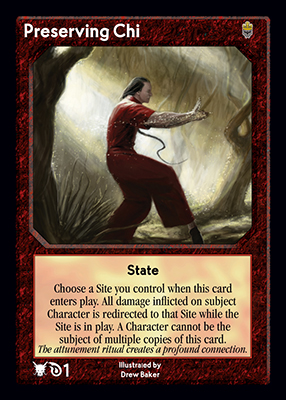 Preserving Chi
State
Choose a Site you control when this card
enters play. All damage inflicted on subject
Character is redirected to that Site while the
Site is in play. A Character cannot be the
subject of multiple copies of this card.
The attunement ritual creates a profound connection.
Illustrated by
Drew Baker
1